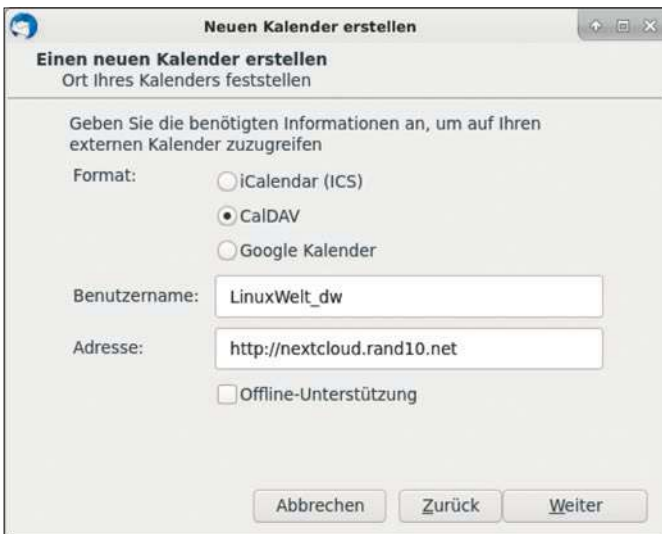 Neuen Kalender erstellen
Einen neuen Kalender erstellen
Ort Ihres Kalenders feststellen
Geben Sie die benötigten Informationen an, um auf Ihren
externen Kalender zuzugreifen
Format:
iCalendar (ICS)
CalDAV
Google Kalender
Benutzername: LinuxWelt_dw
Adresse: http://nextcloud.rand10.net
Offline-Unterstützung
Abbrechen Zurück Weiter